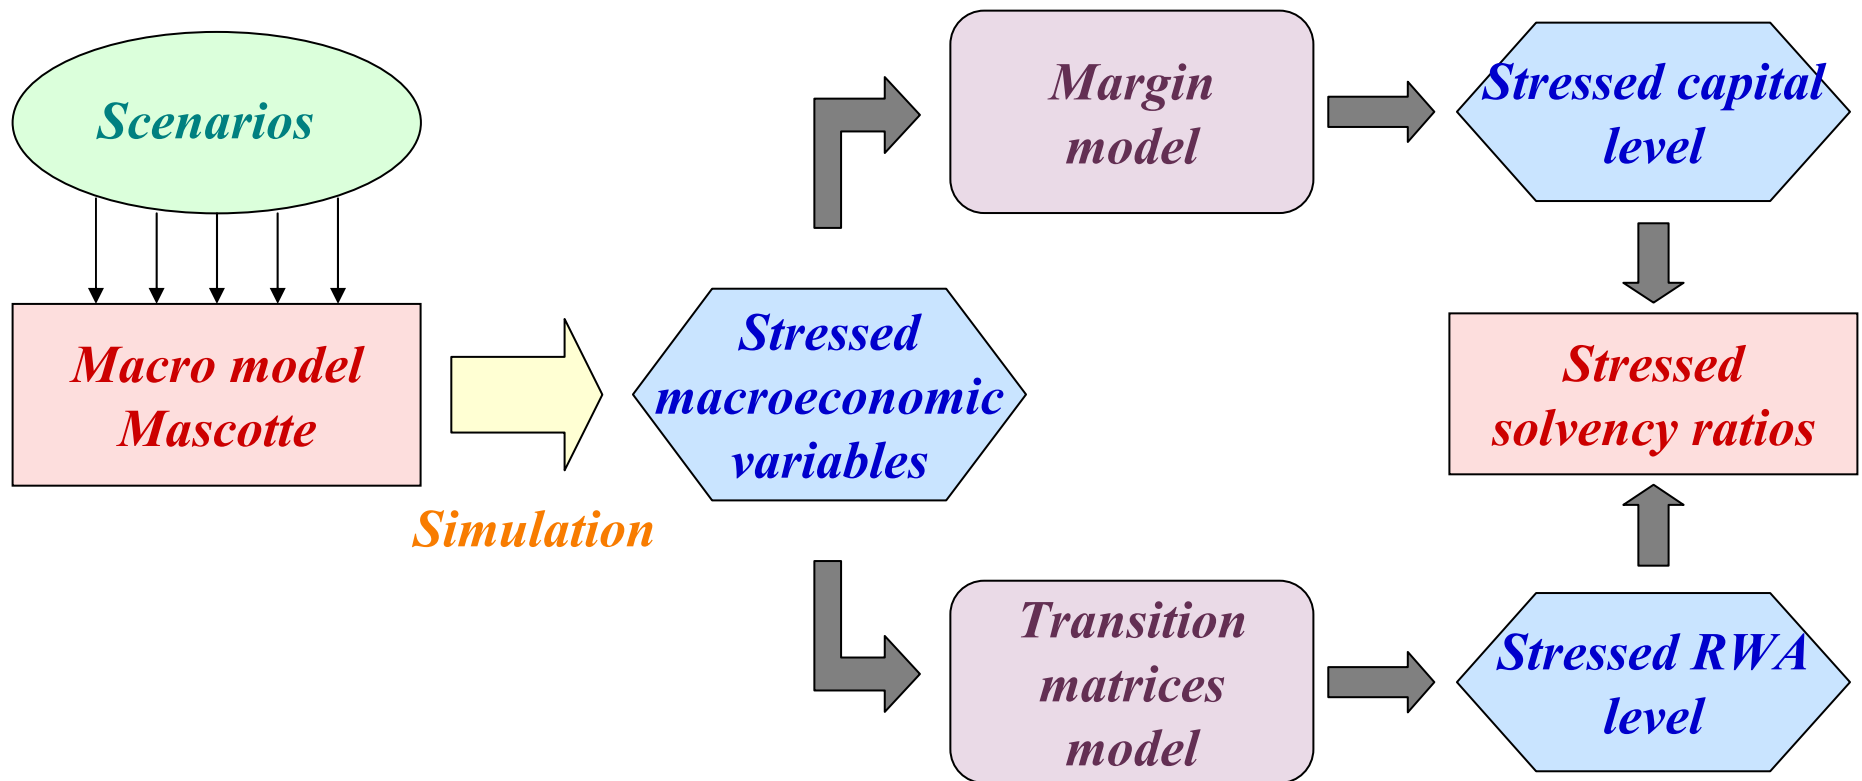 Scenarios
Macro model
Mascotte
Simulation
Stressed
macroeconomic
variables
Margin
model
Transition
matrices
model
Stressed capital
level
Stressed
solvency ratios
Stressed RWA
level